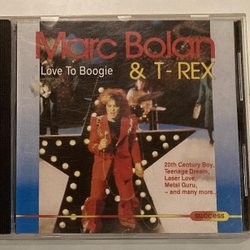 Marc Bolan
Love To Boogie
& T-REX
20th Century Boy,
Teenage Dream,
Laser Love,
Metal Guru,
- and many more...
success